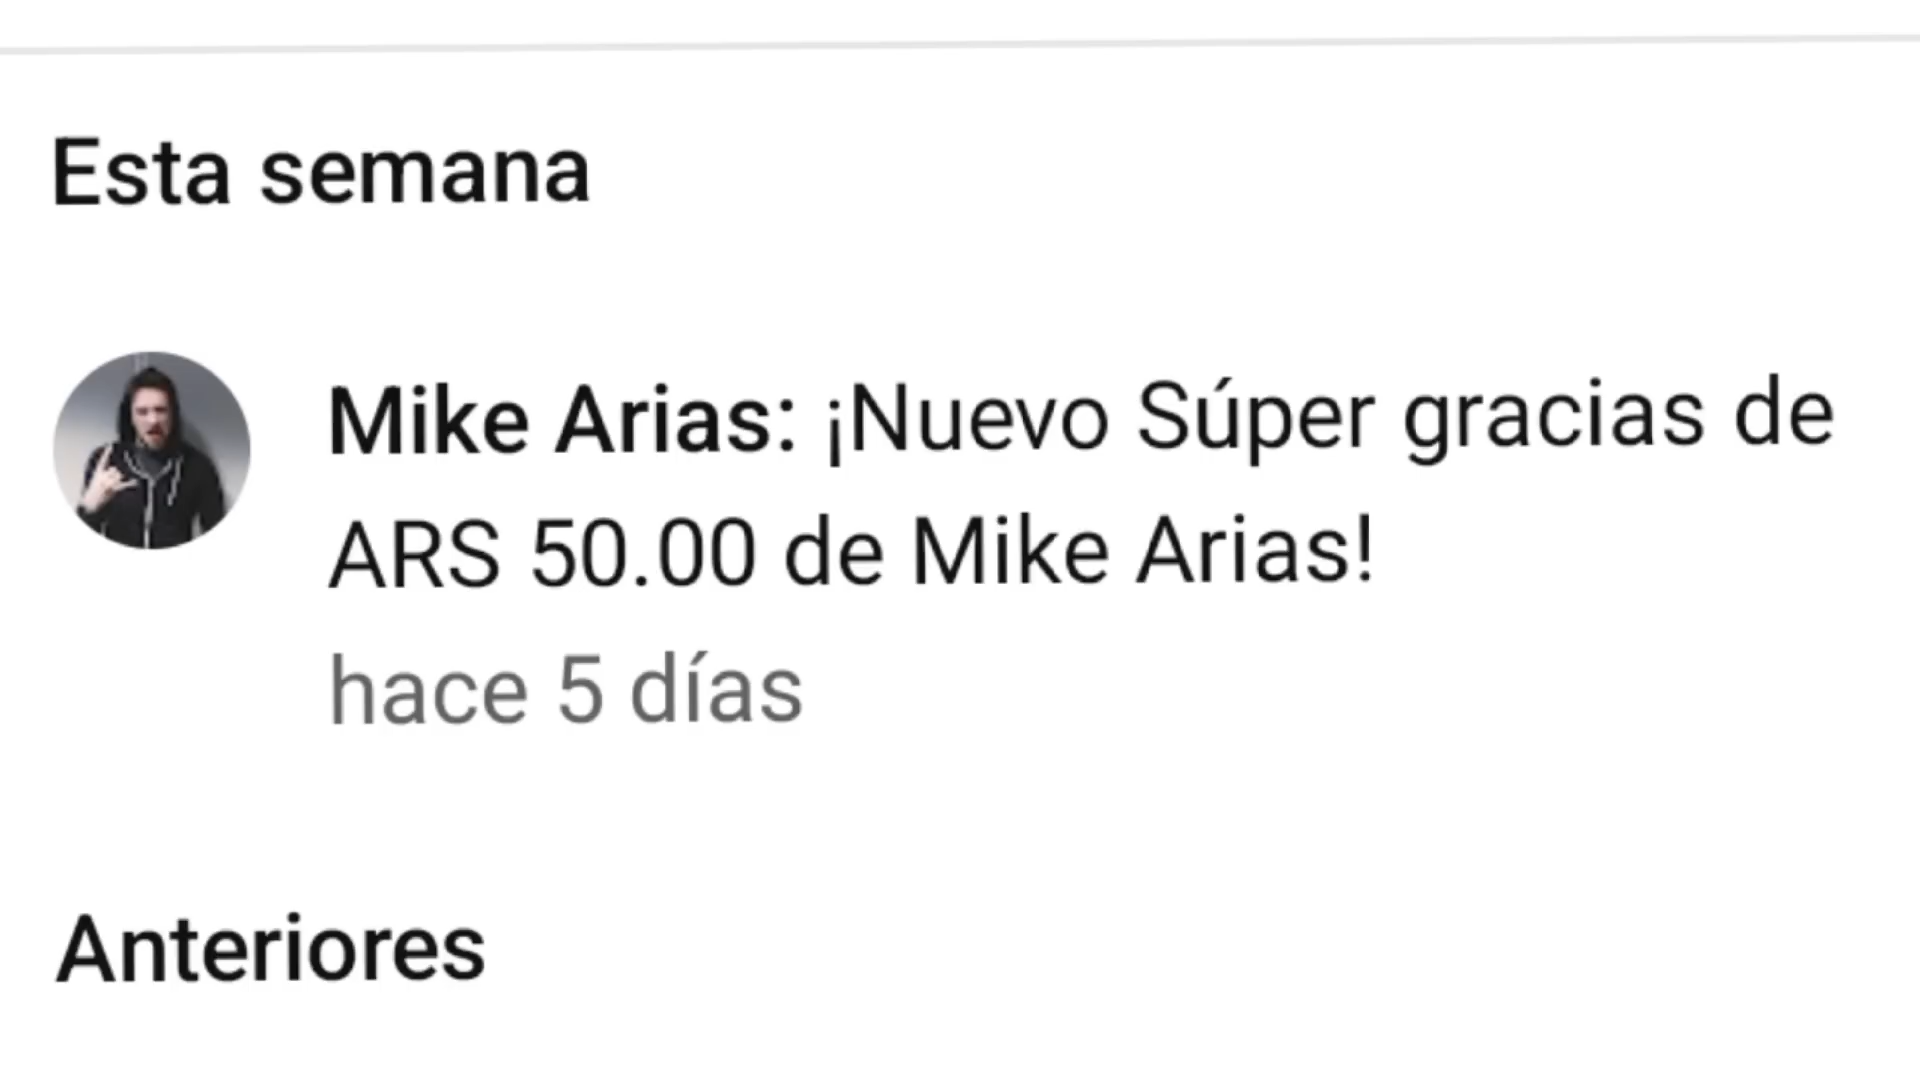 Esta semana
Mike Arias: ¡Nuevo Súper gracias de
ARS 50.00 de Mike Arias!
hace 5 días
Anteriores